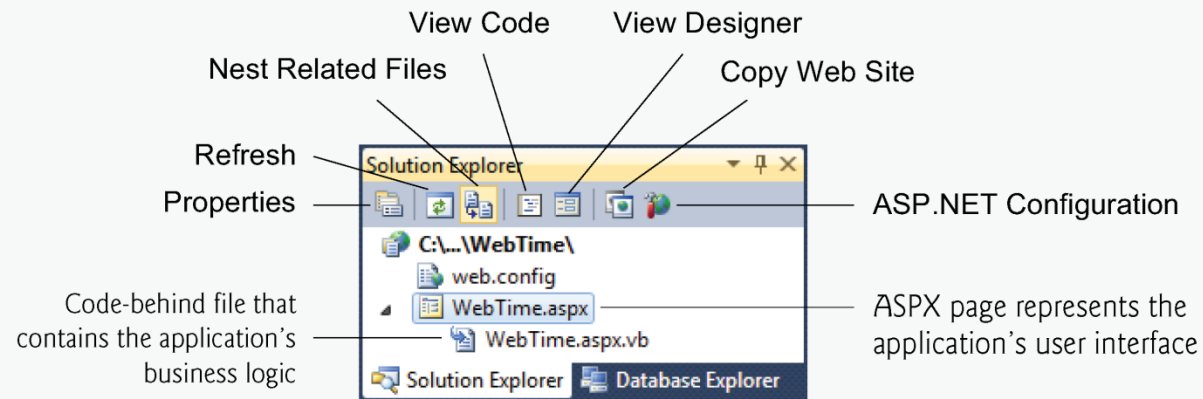 View Code
View Designer
Nest Related Files
Copy Web Site
Refresh
Solution Explorer
Properties
ASP.NET Configuration
C:\...\WebTime\
web.config
Code-behind file that
contains the application's
business logic
WebTime.aspx
ASPX page represents the
application's user interface
WebTime.aspx.vb
Solution Explorer
Database Explorer